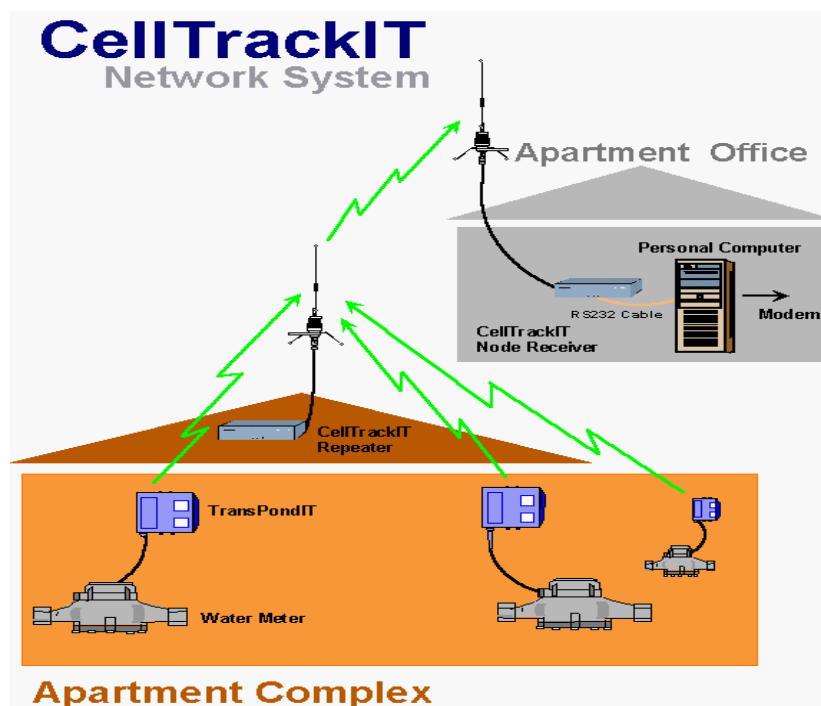 CellTrackIT
Network System
Apartment Office
Personal Computer
RS232 Cable
Modem
CellTrackIT
Node Receiver
CellTrackIT
Repeater
TransPondIT
Water Meter
Apartment Complex